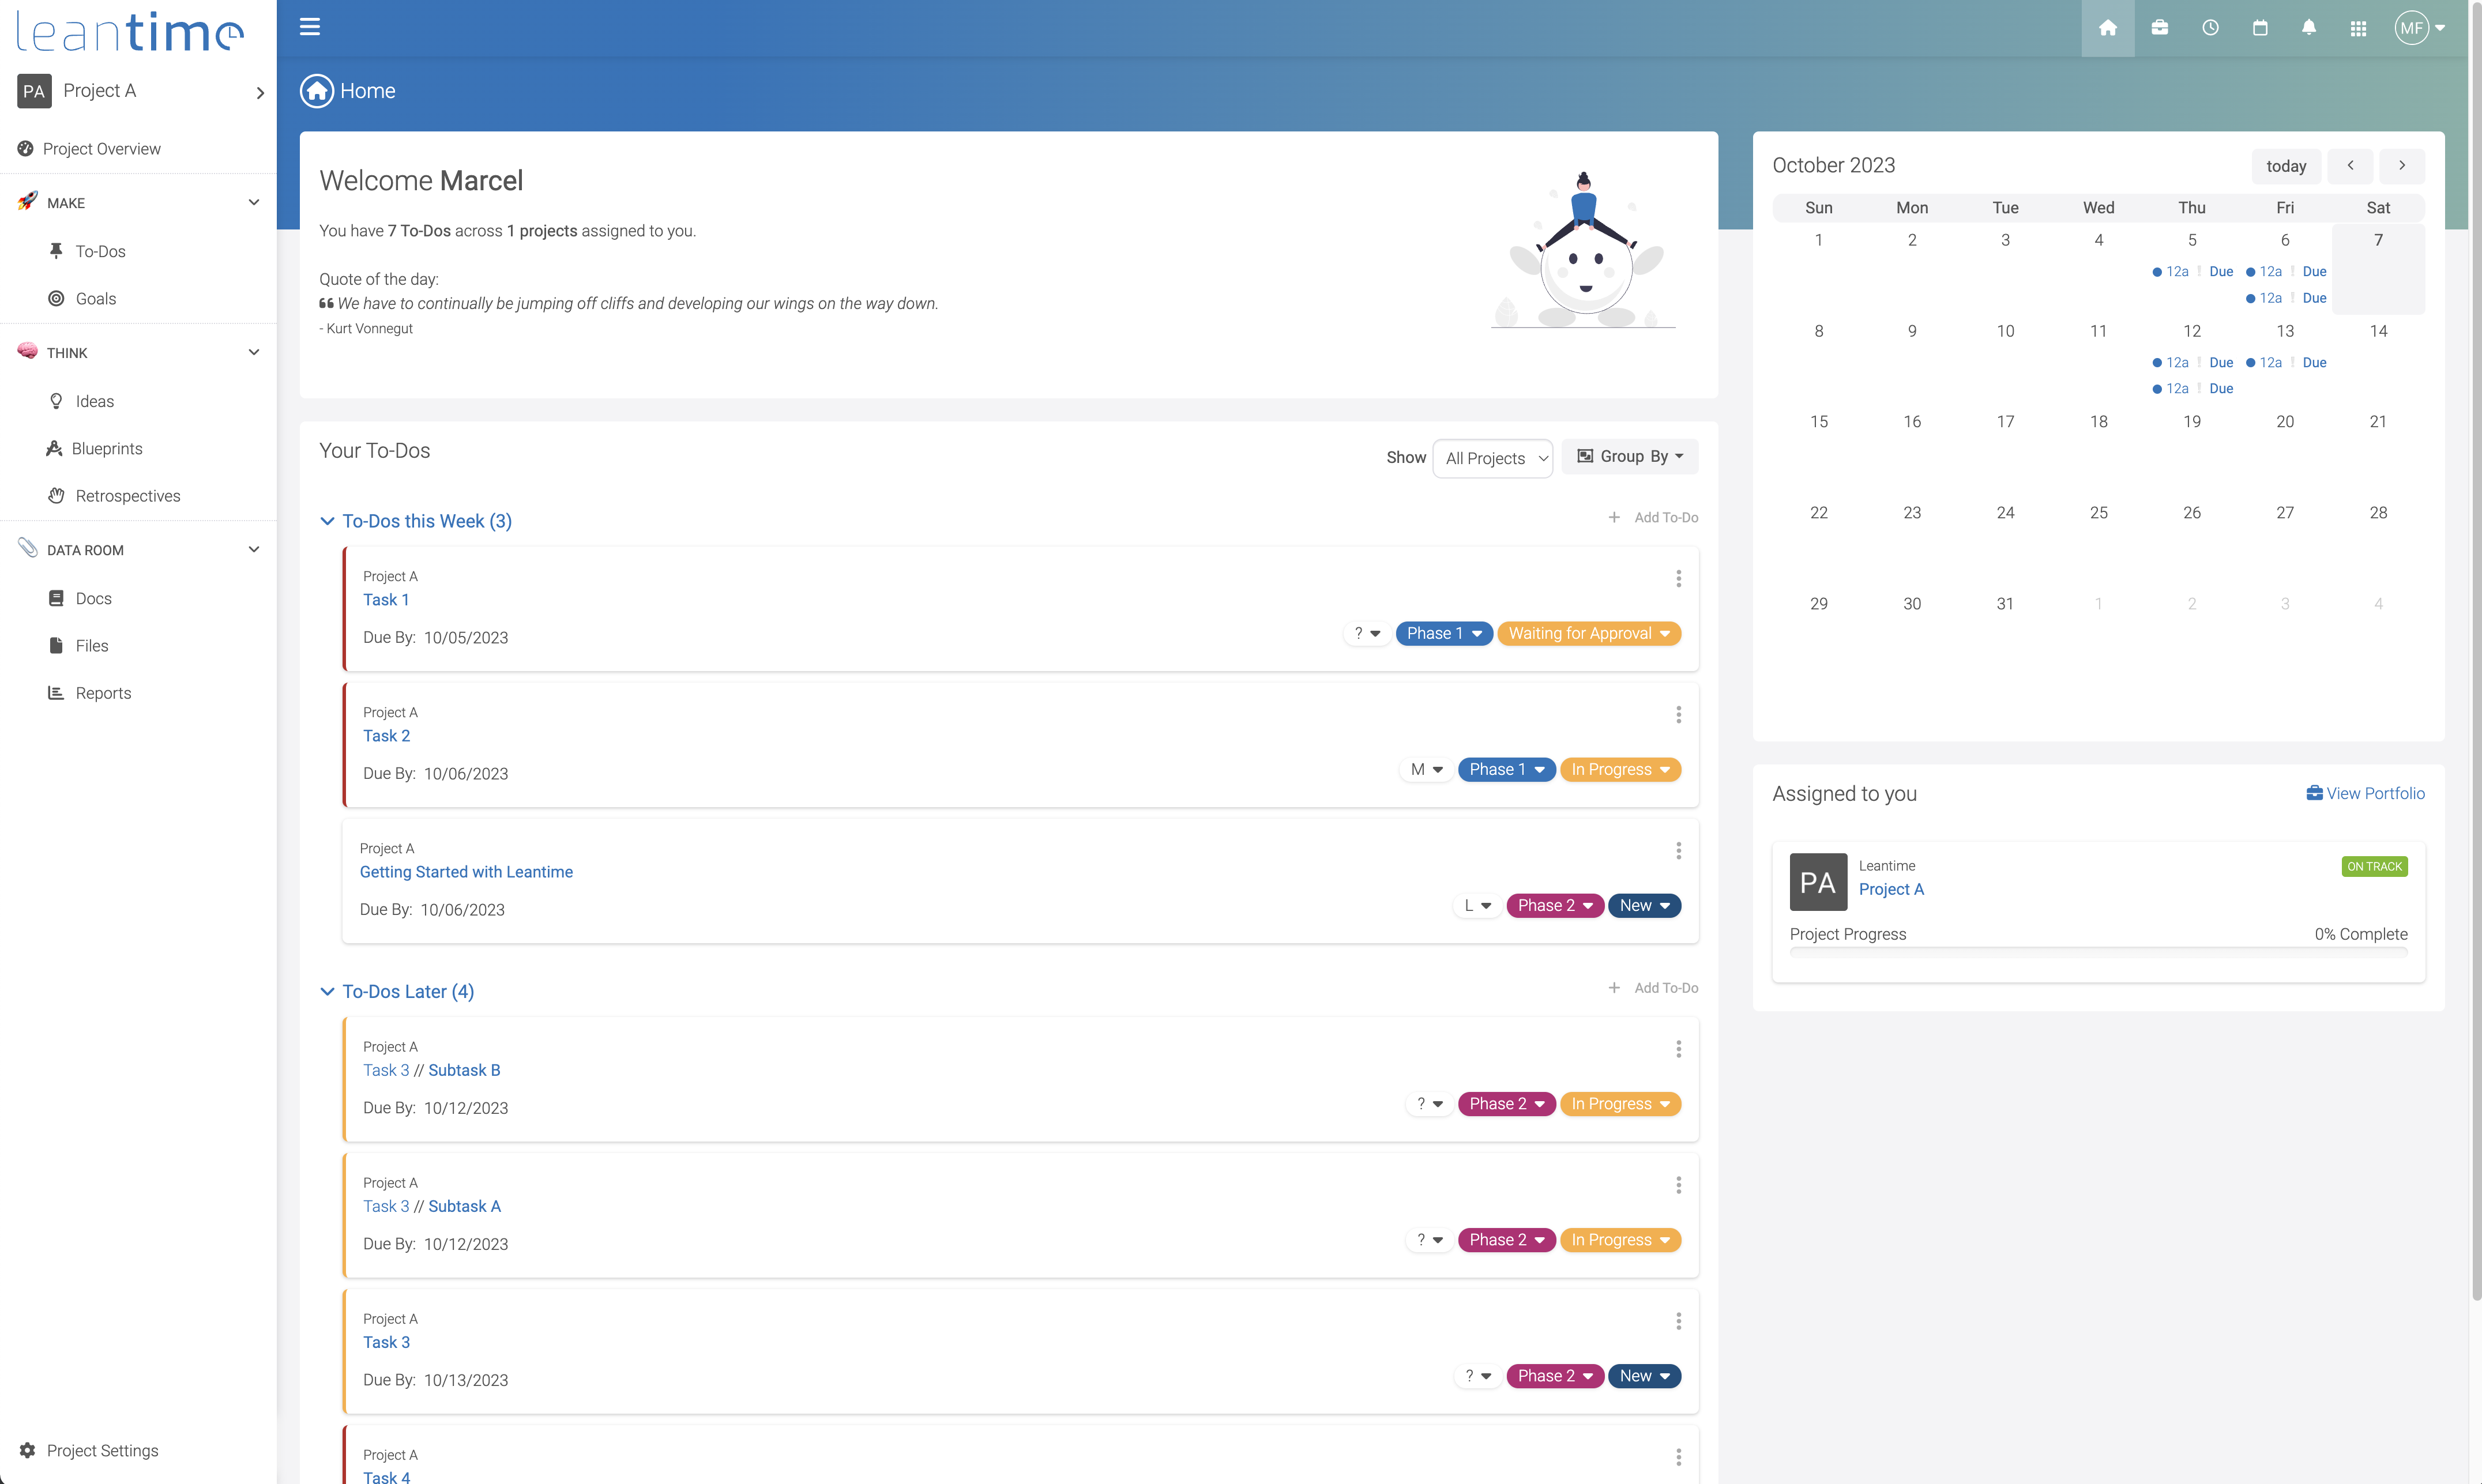 leantime
PA Project A
Project Overview
MAKE
To-Dos
Goals
THINK
Ideas
Blueprints
Retrospectives
DATA ROOM
Docs
Files
Reports
Project Settings
MF
Home
Welcome Marcel
You have 7 To-Dos across 1 projects assigned to you.
Quote of the day:
We have to continually be jumping off cliffs and developing our wings on the way down.
- Kurt Vonnegut
Your To-Dos
Show All Projects Group By
To-Dos this Week (3) + Add To-Do
Project A
Task 1
Due By: 10/05/2023 ? Phase 1 Waiting for Approval
Project A
Task 2
Due By: 10/06/2023 M Phase 1 In Progress
Project A
Getting Started with Leantime
Due By: 10/06/2023 L Phase 2 New
To-Dos Later (4) + Add To-Do
Project A
Task 3 // Subtask B
Due By: 10/12/2023 ? Phase 2 In Progress
Project A
Task 3 // Subtask A
Due By: 10/12/2023 ? Phase 2 In Progress
Project A
Task 3
Due By: 10/13/2023 ? Phase 2 New
Project A
Task 4
October 2023 today
Sun Mon Tue Wed Thu Fri Sat
1 2 3 4 5 6 7
12a ! Due 12a ! Due
12a ! Due
8 9 10 11 12 13 14
12a ! Due 12a ! Due
12a ! Due
15 16 17 18 19 20 21
22 23 24 25 26 27 28
29 30 31 1 2 3 4
Assigned to you View Portfolio
PA
Leantime ON TRACK
Project A
Project Progress 0% Complete